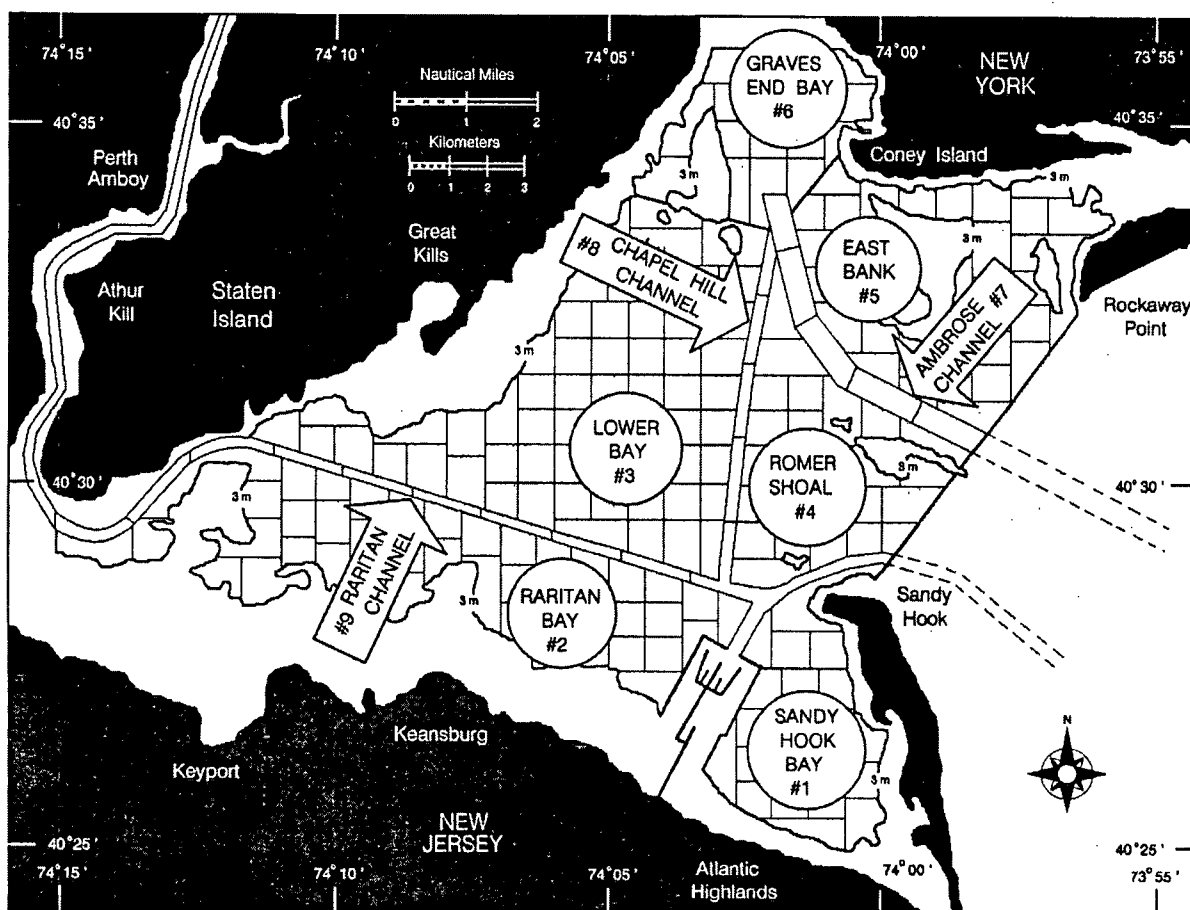 74°15'
74°10'
74°05'
74°00'
73°55'
Nautical Miles
0 1 2
Kilometers
0 1 2 3
GRAVES
END BAY
#6
NEW
YORK
40°35'
40°35'
Perth
Amboy
Coney Island
3 m
3 m
Great
Kills
#8 CHAPEL HILL
CHANNEL
EAST
BANK
#5
3 m
AMBROSE #7
CHANNEL
Athur
Kill
Staten
Island
Rockaway
Point
3 m
LOWER
BAY
#3
ROMER
SHOAL
#4
3 m
40°30'
40°30'
3 m
#9 RARITAN
CHANNEL
3 m
RARITAN
BAY
#2
Sandy
Hook
SANDY
HOOK
BAY
#1
3 m
N
Keansburg
Keyport
NEW
JERSEY
40°25'
40°25'
Atlantic
Highlands
74°15'
74°10'
74°05'
74°00'
73°55'